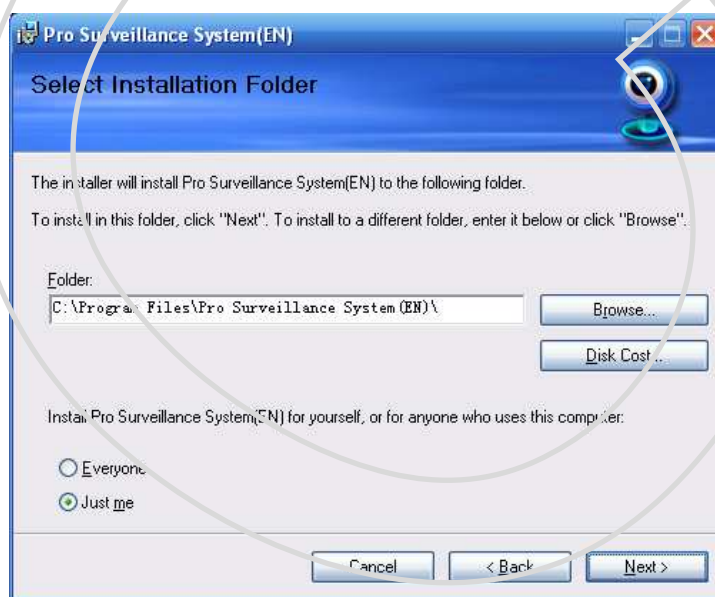 Pro Surveillance System(EN)
Select Installation Folder
The installer will install Pro Surveillance System(EN) to the following folder.
To install in this folder, click "Next". To install to a different folder, enter it below or click "Browse".
Folder:
C:\Program Files\Pro Surveillance System(EN)\
Browse...
Disk Cost...
Install Pro Surveillance System(EN) for yourself, or for anyone who uses this computer:
Everyone
Just me
Cancel
< Back
Next >